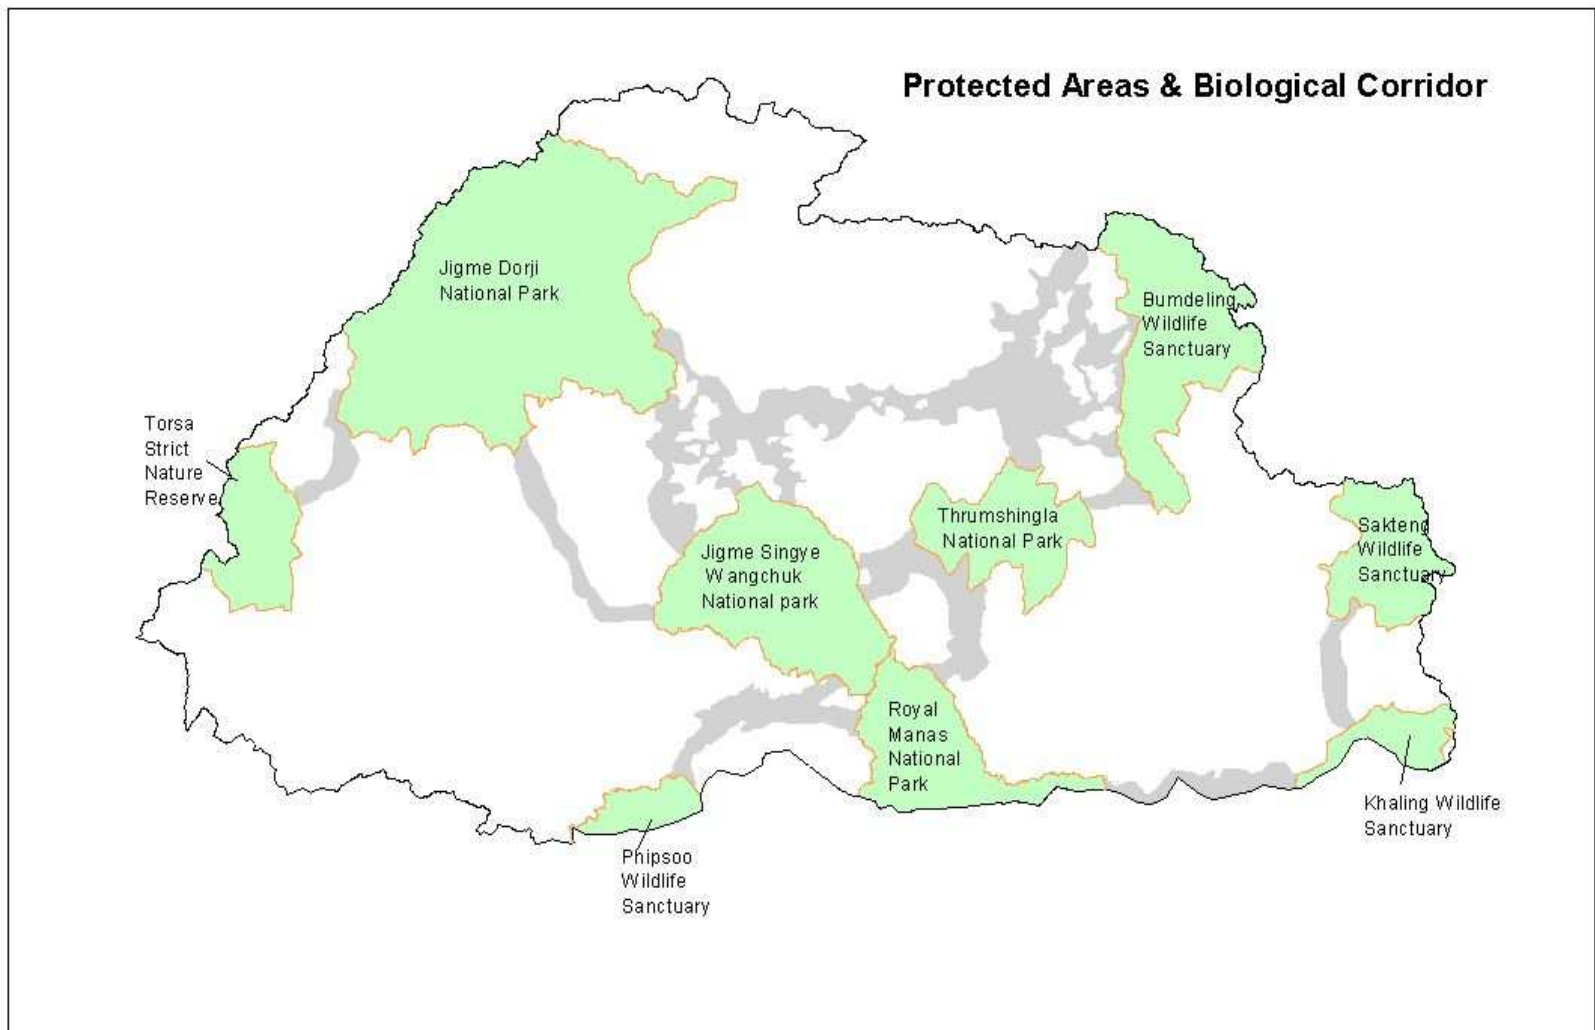 Protected Areas & Biological Corridor
Jigme Dorji
National Park
Bumdeling
Wildlife
Sanctuary
Torsa
Strict
Nature
Reserve
Thrumshingla
National Park
Sakteng
Wildlife
Sanctuary
Jigme Singye
Wangchuk
National park
Royal
Manas
National
Park
Khaling Wildlife
Sanctuary
Phipsoo
Wildlife
Sanctuary